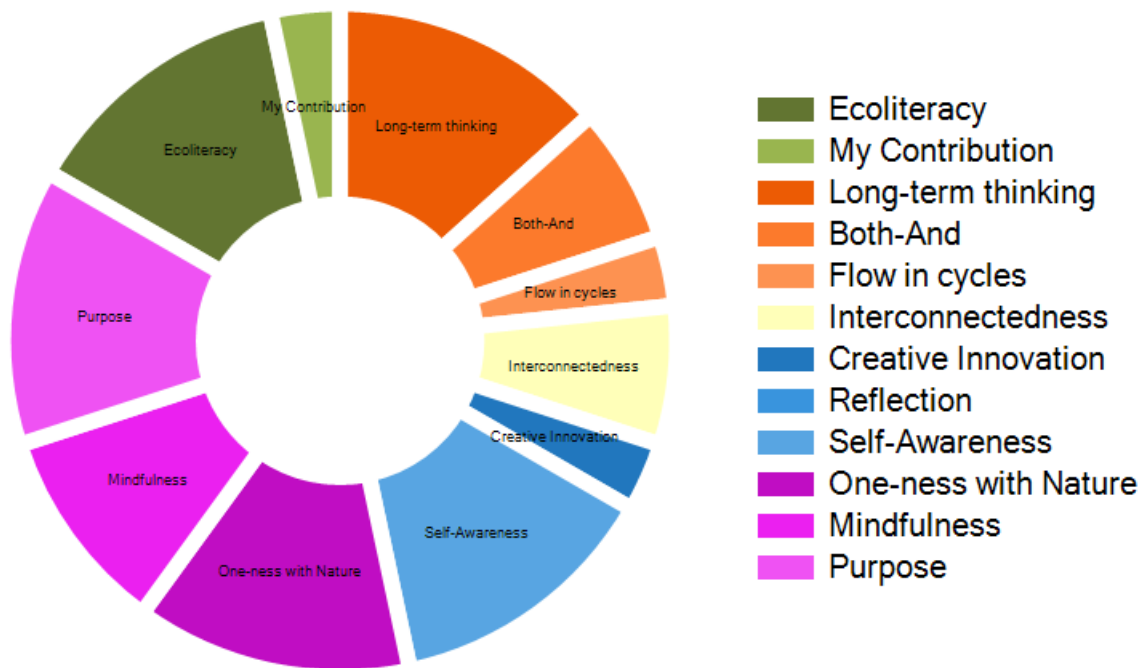 My Contribution
Long-term thinking
Ecoliteracy
Both-And
Flow in cycles
Purpose
Interconnectedness
Creative Innovation
Mindfulness
Self-Awareness
One-ness with Nature
Ecoliteracy
My Contribution
Long-term thinking
Both-And
Flow in cycles
Interconnectedness
Creative Innovation
Reflection
Self-Awareness
One-ness with Nature
Mindfulness
Purpose